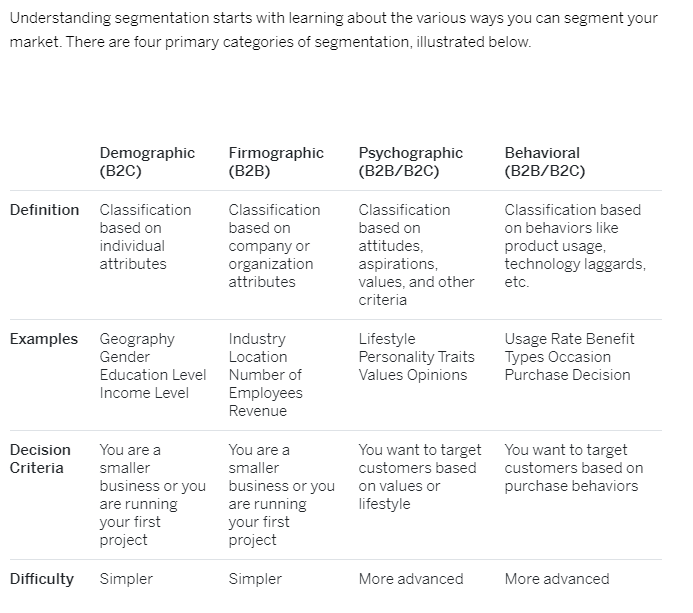 Understanding segmentation starts with learning about the various ways you can segment your
market. There are four primary categories of segmentation, illustrated below.
Demographic
(B2C)
Firmographic
(B2B)
Psychographic
(B2B/B2C)
Behavioral
(B2B/B2C)
Definition
Classification
based on
individual
attributes
Classification
based on
company or
organization
attributes
Classification
based on
attitudes,
aspirations,
values, and other
criteria
Classification based
on behaviors like
product usage,
technology laggards,
etc.
Examples
Geography
Gender
Education Level
Income Level
Industry
Location
Number of
Employees
Revenue
Lifestyle
Personality Traits
Values Opinions
Usage Rate Benefit
Types Occasion
Purchase Decision
Decision
Criteria
You are a
smaller
business or you
are running
your first
project
You are a
smaller
business or you
are running
your first
project
You want to target
customers based
on values or
lifestyle
You want to target
customers based on
purchase behaviors
Difficulty
Simpler
Simpler
More advanced
More advanced